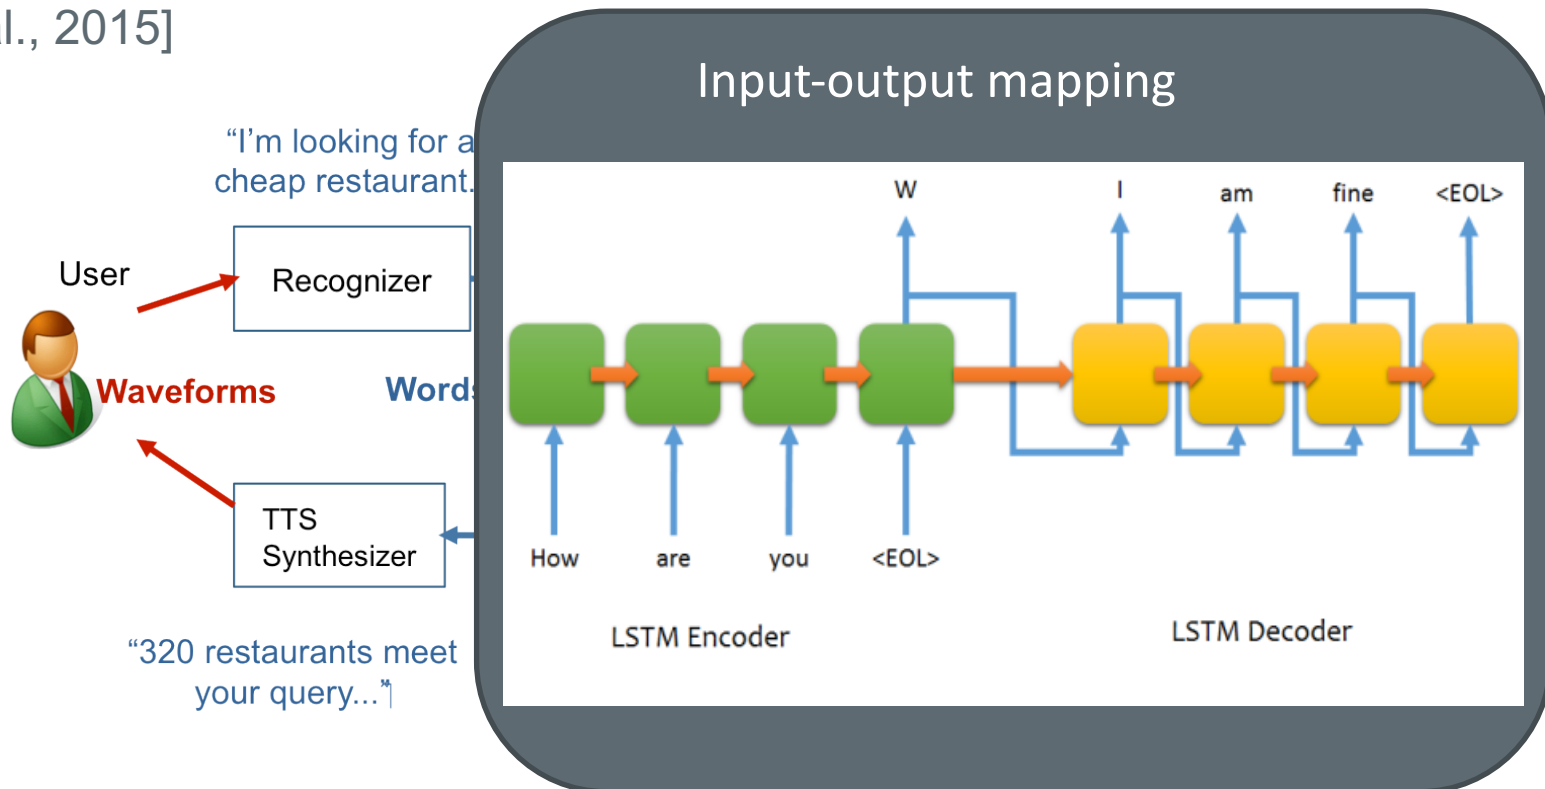 l., 2015]
Input-output mapping
“I’m looking for a
cheap restaurant.
W
I
am
fine
<EOL>
User
Recognizer
Waveforms
Words
TTS
Synthesizer
How
are
you
<EOL>
LSTM Encoder
LSTM Decoder
“320 restaurants meet
your query...”